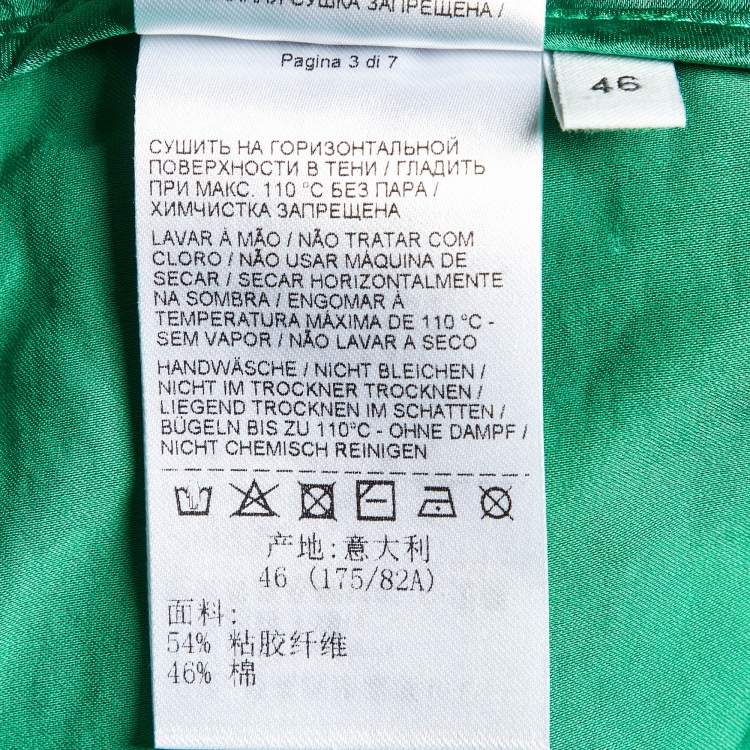 СУШКА ЗАПРЕЩЕНА /
Pagina 3 di 7
46
СУШИТЬ НА ГОРИЗОНТАЛЬНОЙ
ПОВЕРХНОСТИ В ТЕНИ / ГЛАДИТЬ
ПРИ МАКС. 110 °C БЕЗ ПАРА /
ХИМЧИСТКА ЗАПРЕЩЕНА
LAVAR À MÃO / NÃO TRATAR COM
CLORO / NÃO USAR MÁQUINA DE
SECAR / SECAR HORIZONTALMENTE
NA SOMBRA / ENGOMAR À
TEMPERATURA MÁXIMA DE 110 °C -
SEM VAPOR / NÃO LAVAR A SECO
HANDWÄSCHE / NICHT BLEICHEN /
NICHT IM TROCKNER TROCKNEN /
LIEGEND TROCKNEN IM SCHATTEN /
BÜGELN BIS ZU 110°C - OHNE DAMPF /
NICHT CHEMISCH REINIGEN
产地:意大利
46 (175/82A)
面料:
54% 粘胶纤维
46% 棉